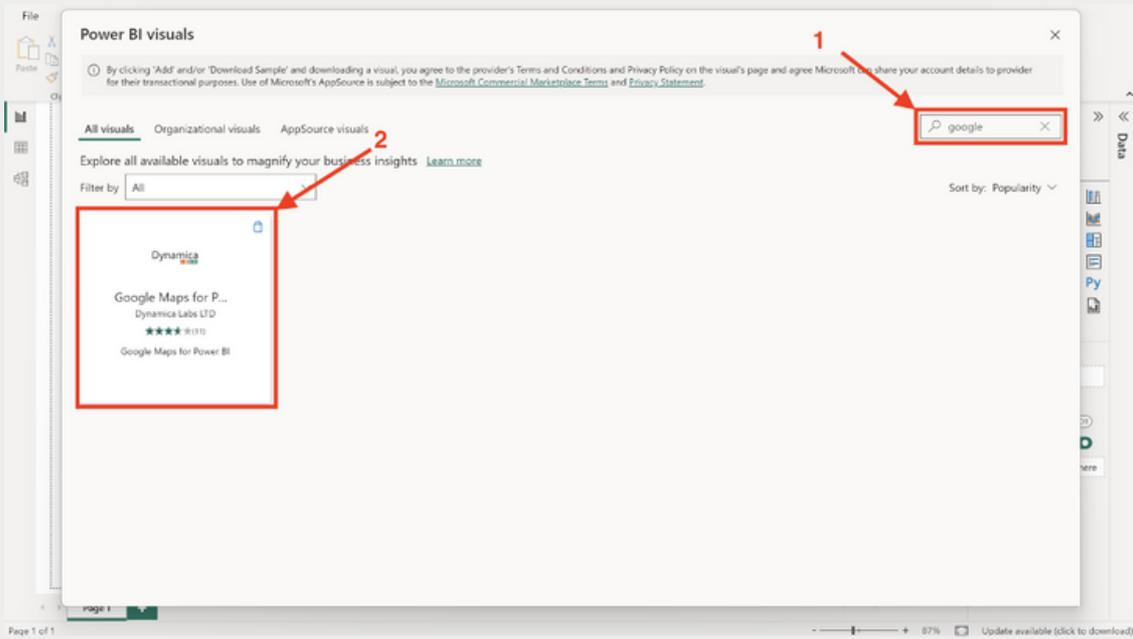 File
Power BI visuals
1
Paste
By clicking 'Add' and/or 'Download Sample' and downloading a visual, you agree to the provider's Terms and Conditions and Privacy Policy on the visual's page and agree Microsoft can share your account details to provider
for their transactional purposes. Use of Microsoft's AppSource is subject to the Microsoft Commercial Marketplace Terms and Privacy Statement.
All visuals Organizational visuals AppSource visuals
google
2
Data
Explore all available visuals to magnify your business insights Learn more
Filter by All
Sort by: Popularity
Dynamica
Google Maps for P...
Dynamica Labs LTD
Google Maps for Power BI
Py
here
Page 1
Page 1 of 1
87%
Update available (click to download)